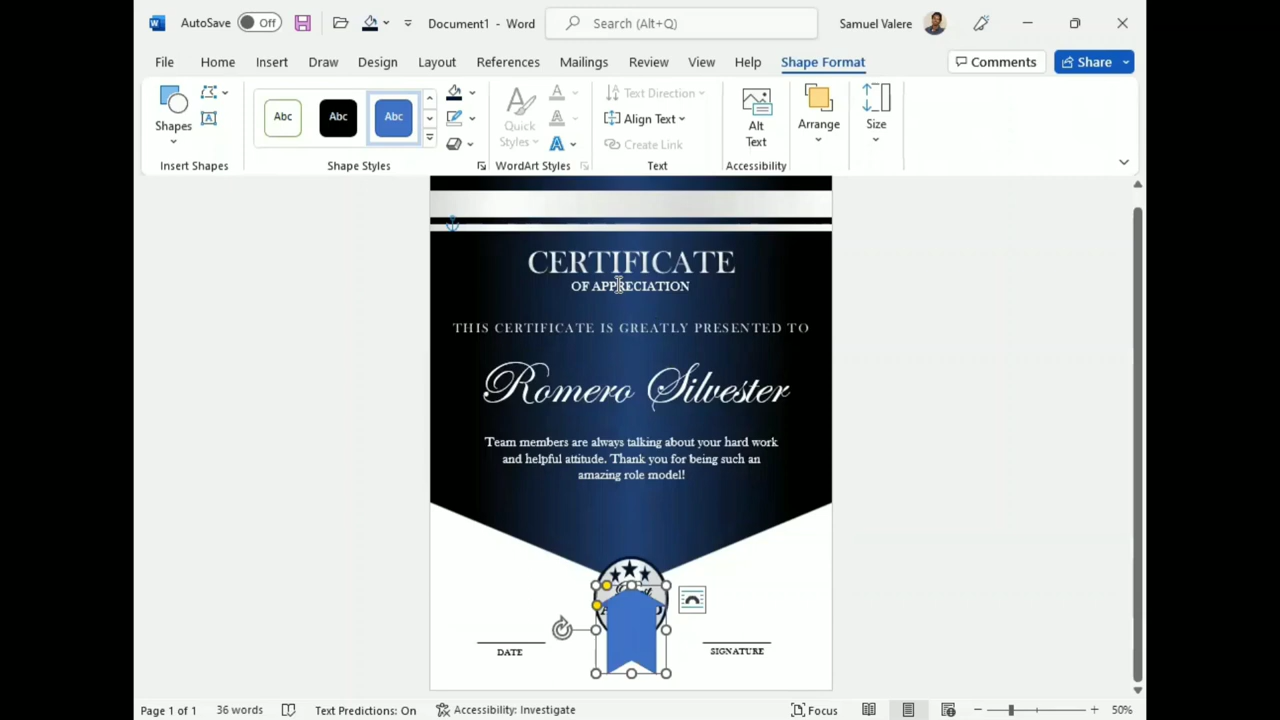 AutoSave Off Document1 - Word Search (Alt+Q) Samuel Valere
File Home Insert Draw Design Layout References Mailings Review View Help Shape Format Comments Share
Abc Abc Abc
Text Direction
Shapes Quick Styles Align Text Alt Text Arrange Size
Create Link
Insert Shapes Shape Styles WordArt Styles Text Accessibility
CERTIFICATE
OF APPRECIATION
THIS CERTIFICATE IS GREATLY PRESENTED TO
Romero Silvester
Team members are always talking about your hard work
and helpful attitude. Thank you for being such an
amazing role model!
DATE SIGNATURE
Page 1 of 1 36 words Text Predictions: On Accessibility: Investigate Focus 50%